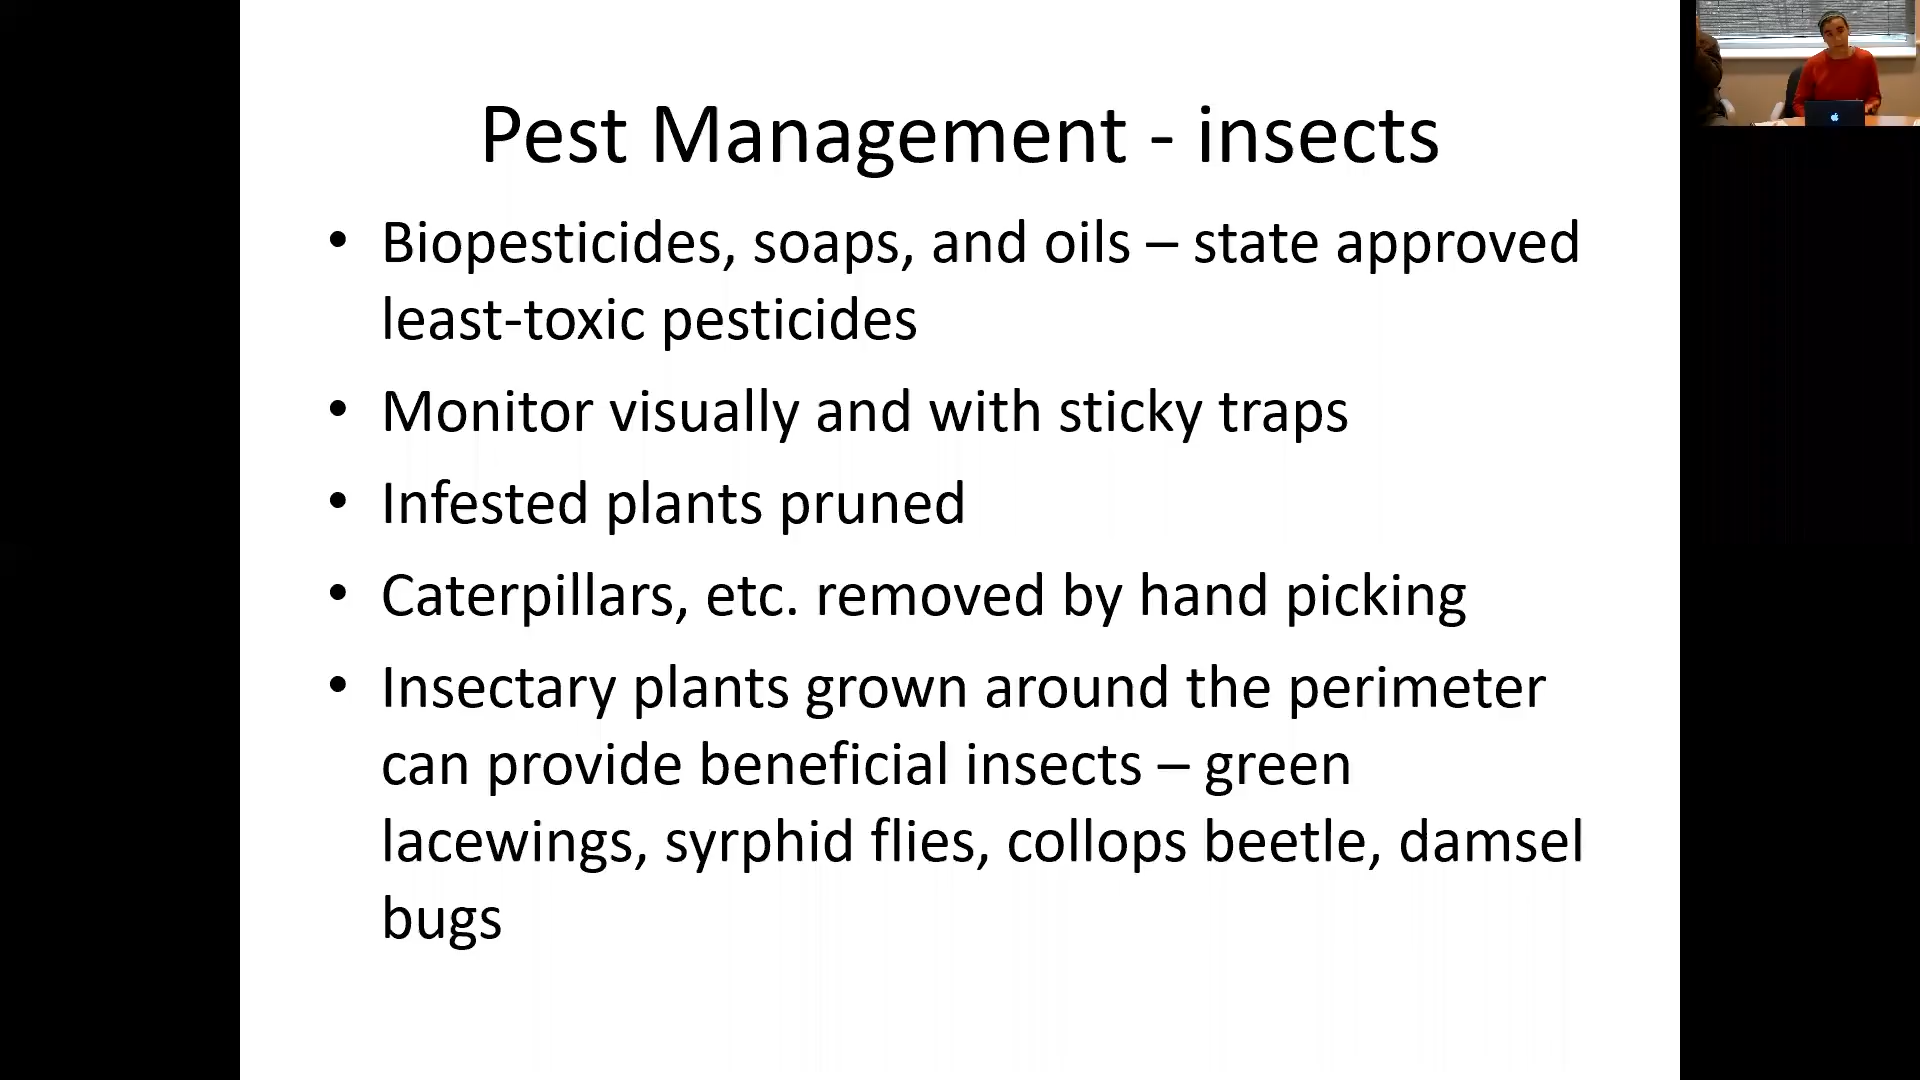 Pest Management - insects
• Biopesticides, soaps, and oils – state approved
least-toxic pesticides
• Monitor visually and with sticky traps
• Infested plants pruned
• Caterpillars, etc. removed by hand picking
• Insectary plants grown around the perimeter
can provide beneficial insects – green
lacewings, syrphid flies, collops beetle, damsel
bugs